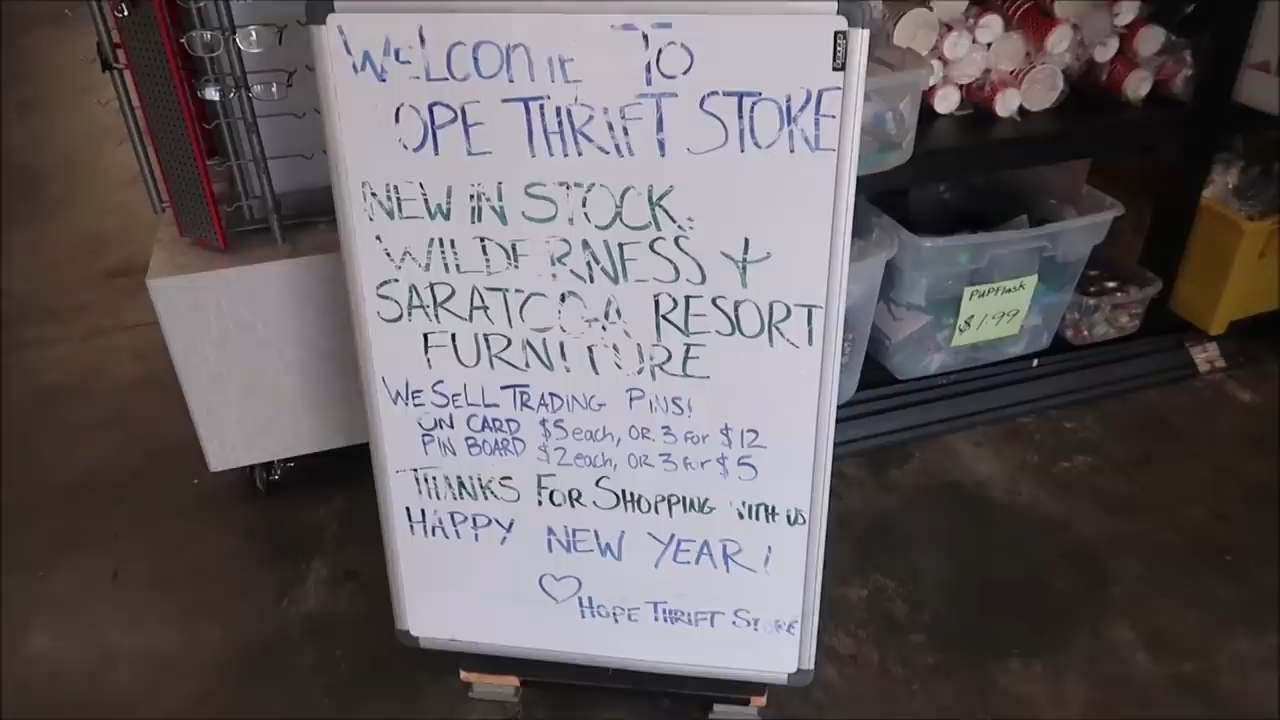 WELCOME TO
OPE THRIFT STORE
NEW IN STOCK.
WILDERNESS +
SARATOGA RESORT
FURNITURE
WE SELL TRADING PINS!
ON CARD $5 each, OR 3 FOR $12
PIN BOARD $2 each, OR 3 for $5
THANKS FOR SHOPPING WITH US
HAPPY NEW YEAR!
♡ HOPE THRIFT STORE
PUPFlask
$1.99